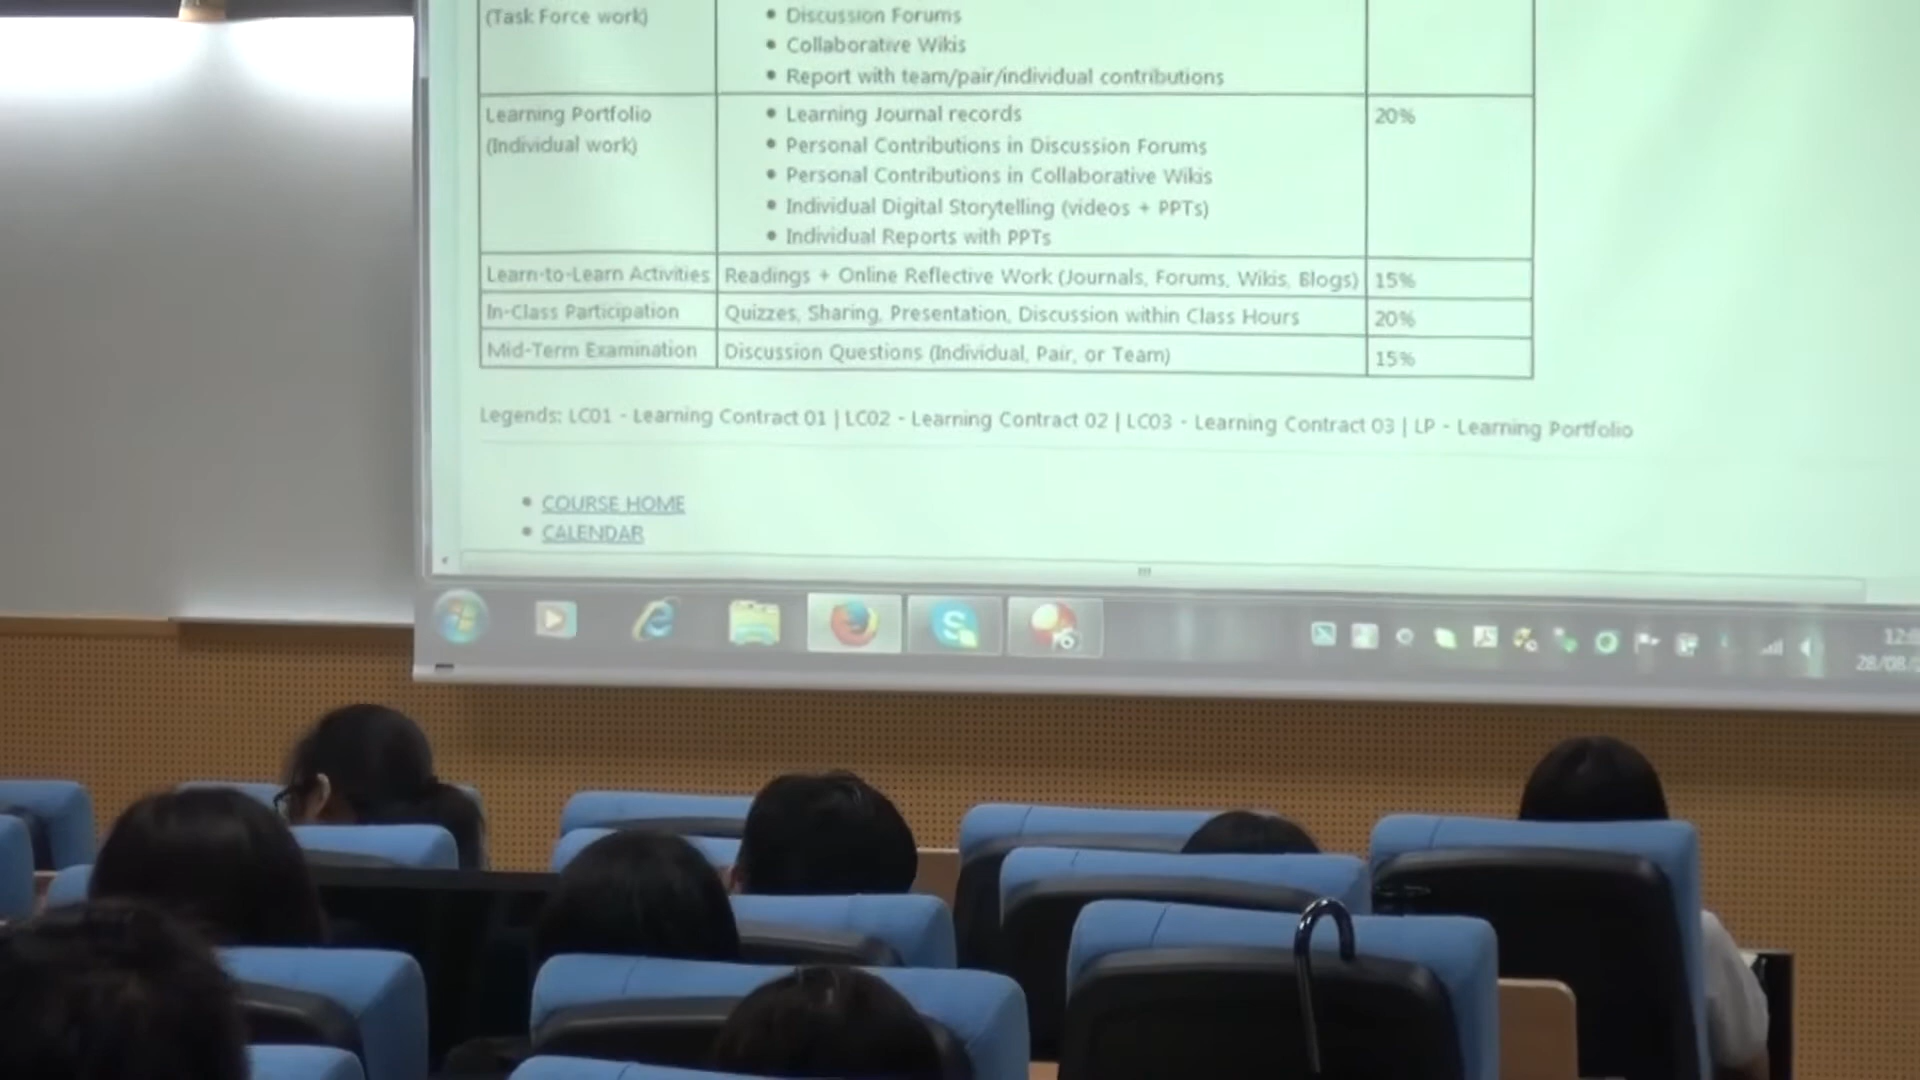 (Task Force work)
• Discussion Forums
• Collaborative Wikis
• Report with team/pair/individual contributions
Learning Portfolio
(Individual work)
• Learning Journal records
• Personal Contributions in Discussion Forums
• Personal Contributions in Collaborative Wikis
• Individual Digital Storytelling (videos + PPTs)
• Individual Reports with PPTs
20%
Learn-to-Learn Activities Readings + Online Reflective Work (Journals, Forums, Wikis, Blogs) 15%
In-Class Participation Quizzes, Sharing, Presentation, Discussion within Class Hours 20%
Mid-Term Examination Discussion Questions (Individual, Pair, or Team) 15%
Legends: LC01 - Learning Contract 01 | LC02 - Learning Contract 02 | LC03 - Learning Contract 03 | LP - Learning Portfolio
• COURSE HOME
• CALENDAR
28/08/